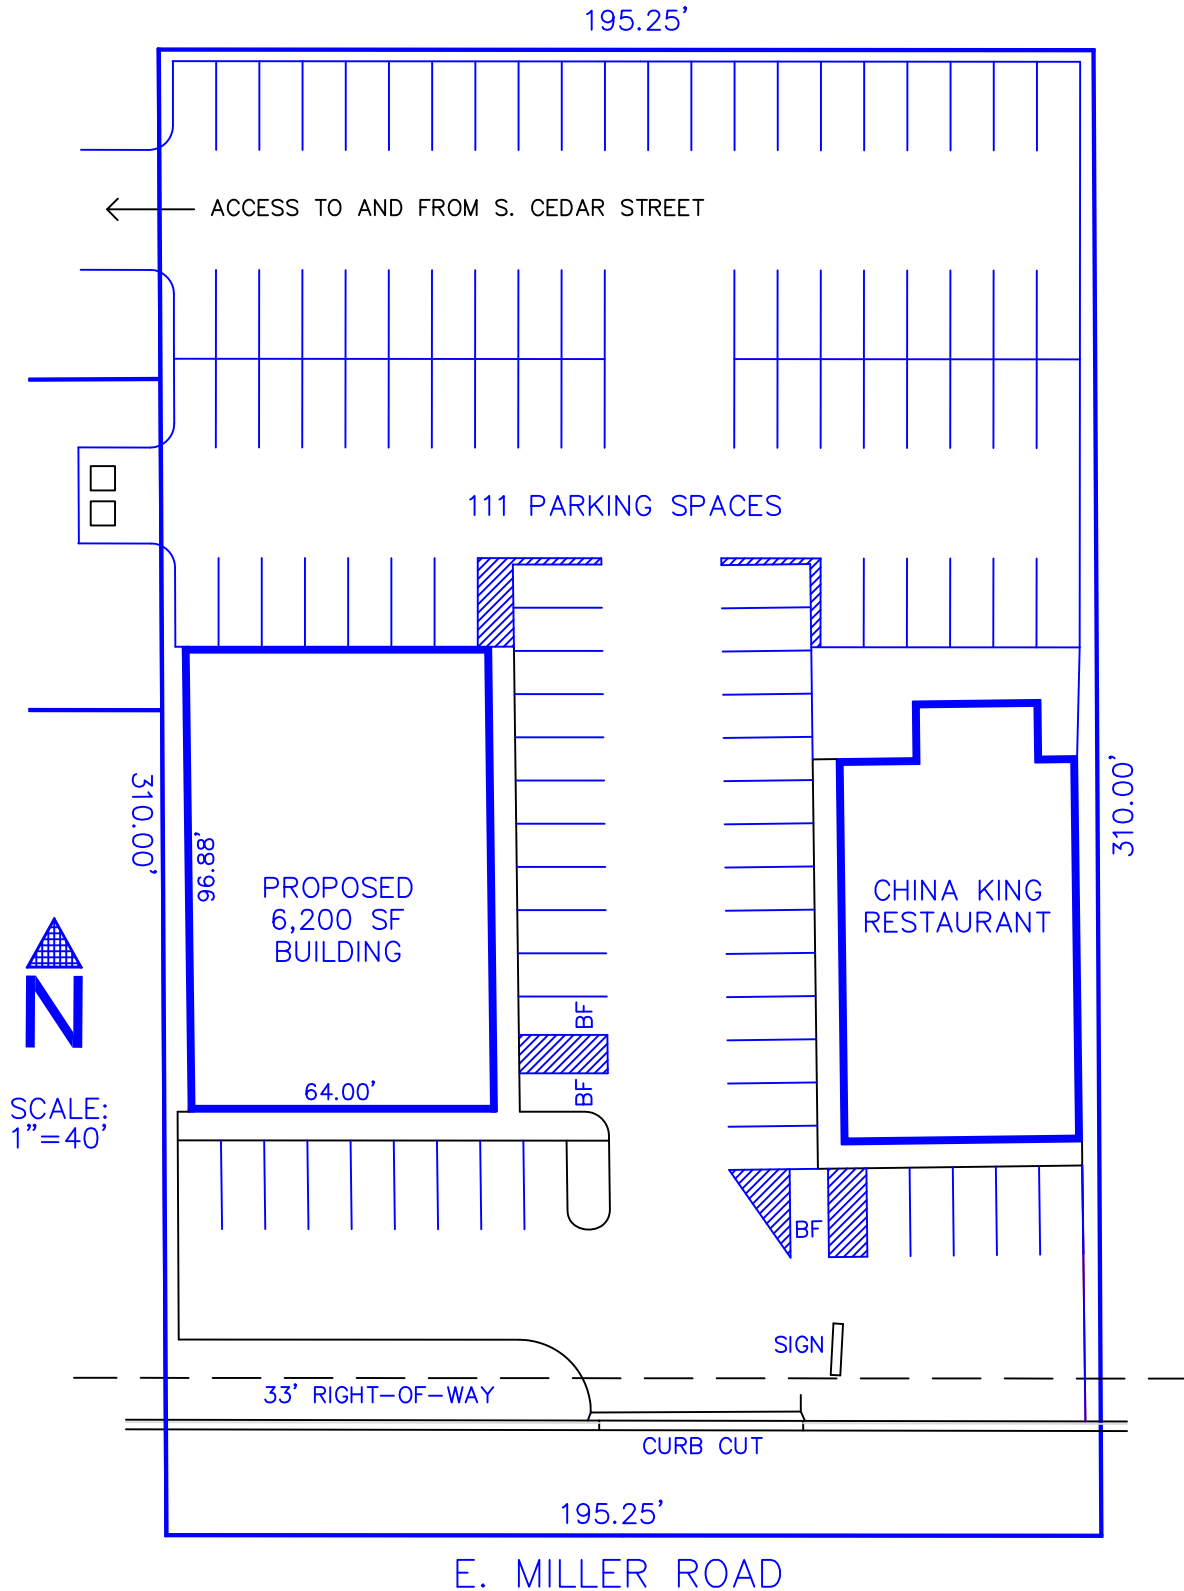 195.25'
ACCESS TO AND FROM S. CEDAR STREET
111 PARKING SPACES
310.00'
310.00'
96.88'
PROPOSED
6,200 SF
BUILDING
CHINA KING
RESTAURANT
N
BF
BF
64.00'
SCALE:
1"=40'
BF
SIGN
33' RIGHT-OF-WAY
CURB CUT
195.25'
E. MILLER ROAD